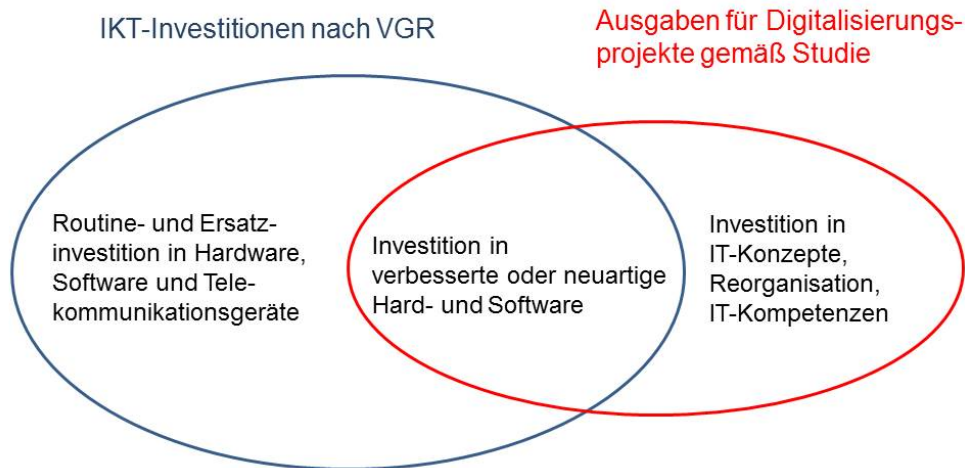 IKT-Investitionen nach VGR
Ausgaben für Digitalisierungs-
projekte gemäß Studie
Routine- und Ersatz-
investition in Hardware,
Software und Tele-
kommunikationsgeräte
Investition in
verbesserte oder neuartige
Hard- und Software
Investition in
IT-Konzepte,
Reorganisation,
IT-Kompetenzen